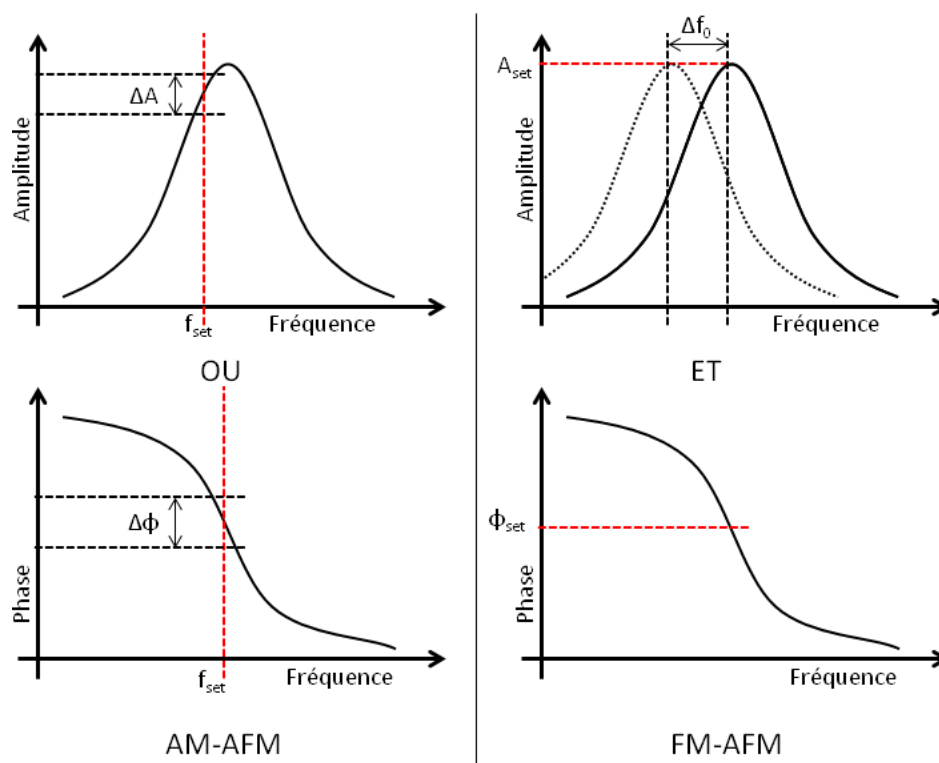 Amplitude
ΔA
f_set
Fréquence
OU
Phase
Δϕ
f_set
Fréquence
AM-AFM
Δf₀
A_set
Amplitude
Fréquence
ET
Phase
ϕ_set
Fréquence
FM-AFM